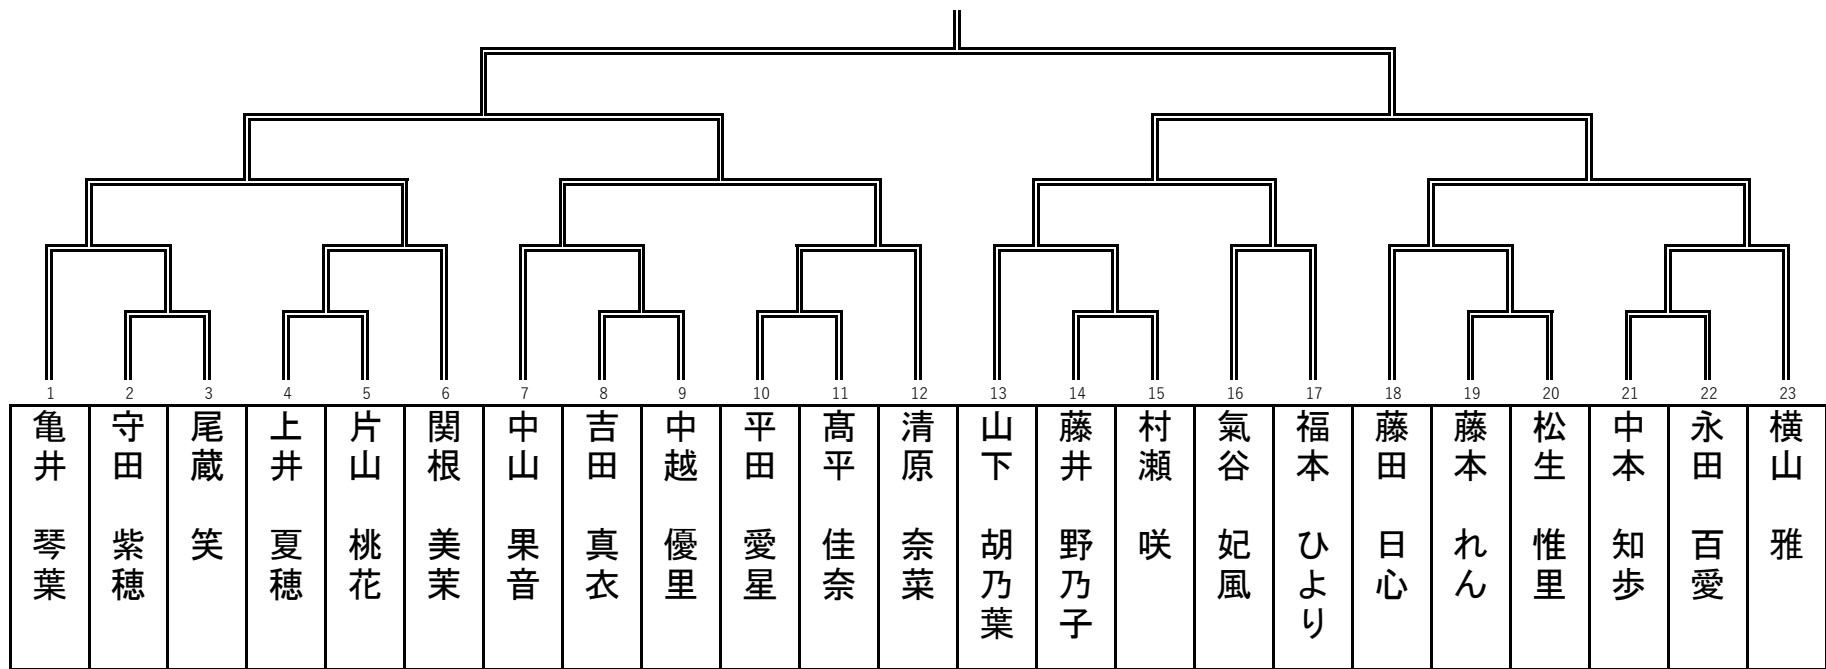 1 2 3 4 5 6 7 8 9 10 11 12 13 14 15 16 17 18 19 20 21 22 23
亀井 琴葉
守田 紫穂
尾蔵 笑
上井 夏穂
片山 桃花
関根 美茉
中山 果音
吉田 真衣
中越 優里
平田 愛星
髙平 佳奈
清原 奈菜
山下 胡乃葉
藤井 野乃子
村瀬 咲
氣谷 妃風
福本 ひより
藤田 日心
藤本 れん
松生 惟里
中本 知歩
永田 百愛
横山 雅